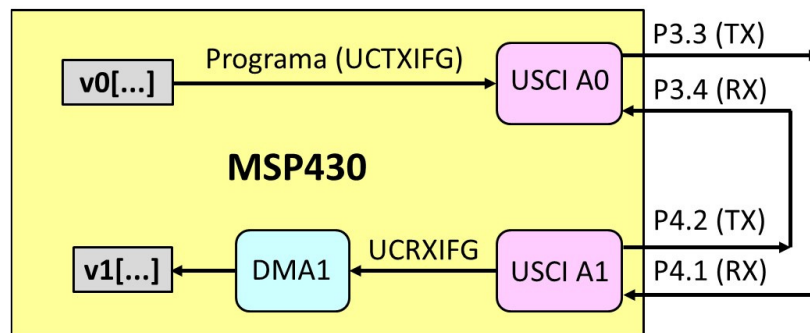 P3.3 (TX)
Programa (UCTXIFG)
v0[...]
USCI A0
P3.4 (RX)
MSP430
P4.2 (TX)
UCRXIFG
v1[...]
DMA1
USCI A1
P4.1 (RX)